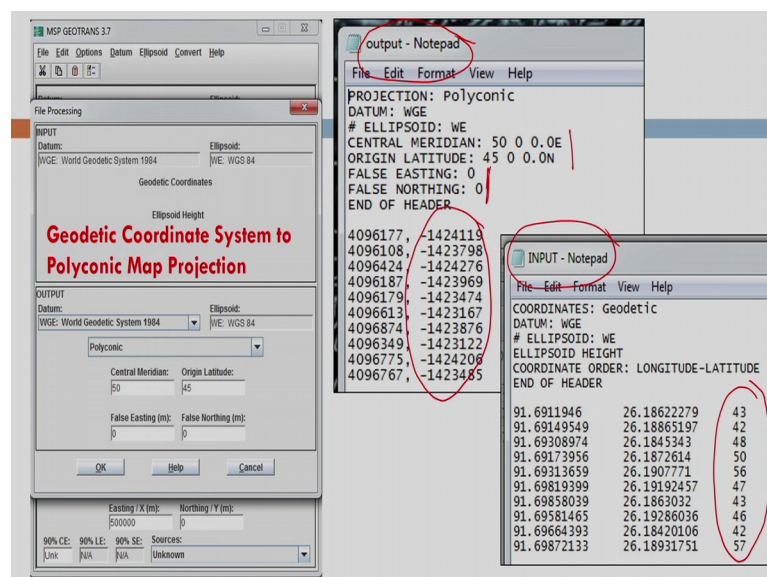 MSP GEOTRANS 3.7
File Edit Options Datum Ellipsoid Convert Help
File Processing
INPUT
Datum: Ellipsoid:
WGE: World Geodetic System 1984 WE: WGS 84
Geodetic Coordinates
Ellipsoid Height
Geodetic Coordinate System to
Polyconic Map Projection
OUTPUT
Datum: Ellipsoid:
WGE: World Geodetic System 1984 WE: WGS 84
Polyconic
Central Meridian: Origin Latitude:
50 45
False Easting (m): False Northing (m):
0 0
OK Help Cancel
Easting / X (m): Northing / Y (m):
500000 0
90% CE: 90% LE: 90% SE: Sources:
Unk N/A N/A Unknown
output - Notepad
File Edit Format View Help
PROJECTION: Polyconic
DATUM: WGE
# ELLIPSOID: WE
CENTRAL MERIDIAN: 50 0 0.0E
ORIGIN LATITUDE: 45 0 0.0N
FALSE EASTING: 0
FALSE NORTHING: 0
END OF HEADER
4096177, -1424119
4096108, -1423798
4096424, -1424276
4096187, -1423969
4096179, -1423474
4096613, -1423167
4096874, -1423876
4096349, -1423122
4096775, -1424206
4096767, -1423485
INPUT - Notepad
File Edit Format View Help
COORDINATES: Geodetic
DATUM: WGE
# ELLIPSOID: WE
ELLIPSOID HEIGHT
COORDINATE ORDER: LONGITUDE-LATITUDE
END OF HEADER
91.6911946 26.18622279 43
91.69149549 26.18865197 42
91.69308974 26.1845343 48
91.69173956 26.1872614 50
91.69313659 26.1907771 56
91.69819399 26.19192457 47
91.69858039 26.1863032 43
91.69581465 26.19286036 46
91.69664393 26.18420106 42
91.69872133 26.18931751 57